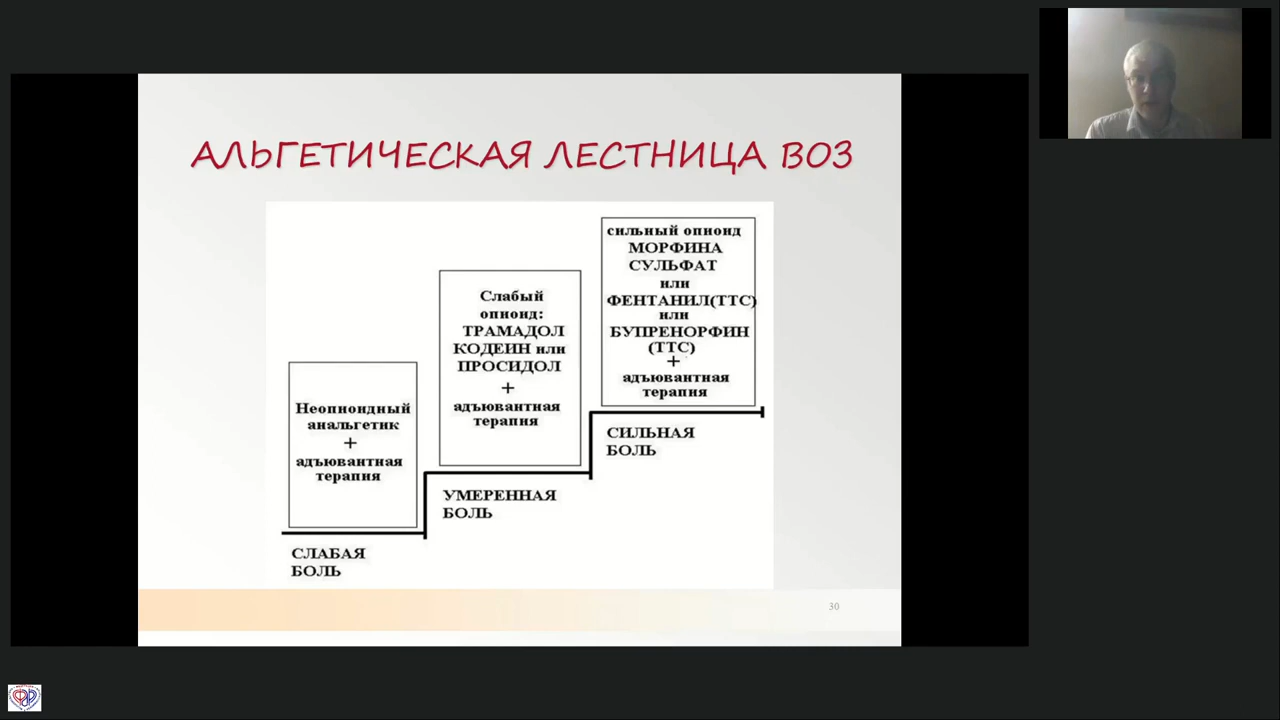 АЛЬГЕТИЧЕСКАЯ ЛЕСТНИЦА ВОЗ
Неопиоидный
анальгетик
+
адъювантная
терапия
СЛАБАЯ
БОЛЬ
Слабый
опиоид:
ТРАМАДОЛ
КОДЕИН или
ПРОСИДОЛ
+
адъювантная
терапия
УМЕРЕННАЯ
БОЛЬ
сильный опиоид
МОРФИНА
СУЛЬФАТ
или
ФЕНТАНИЛ(ТТС)
или
БУПРЕНОРФИН
(ТТС)
+
адъювантная
терапия
СИЛЬНАЯ
БОЛЬ
30